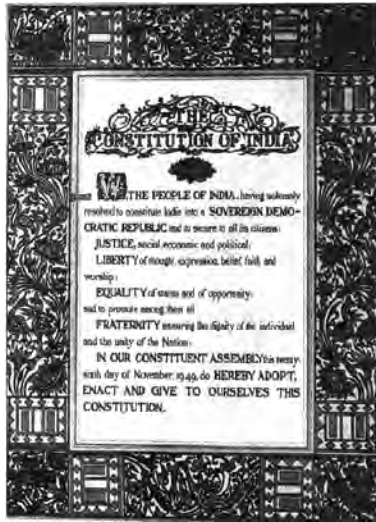 THE
CONSTITUTION OF INDIA
WE, THE PEOPLE OF INDIA, having solemnly
resolved to constitute India into a SOVEREIGN DEMO-
CRATIC REPUBLIC and to secure to all its citizens:
JUSTICE, social, economic and political;
LIBERTY of thought, expression, belief, faith and
worship;
EQUALITY of status and of opportunity;
and to promote among them all
FRATERNITY assuring the dignity of the individual
and the unity of the Nation;
IN OUR CONSTITUENT ASSEMBLY this twenty-
sixth day of November, 1949, do HEREBY ADOPT,
ENACT AND GIVE TO OURSELVES THIS
CONSTITUTION.